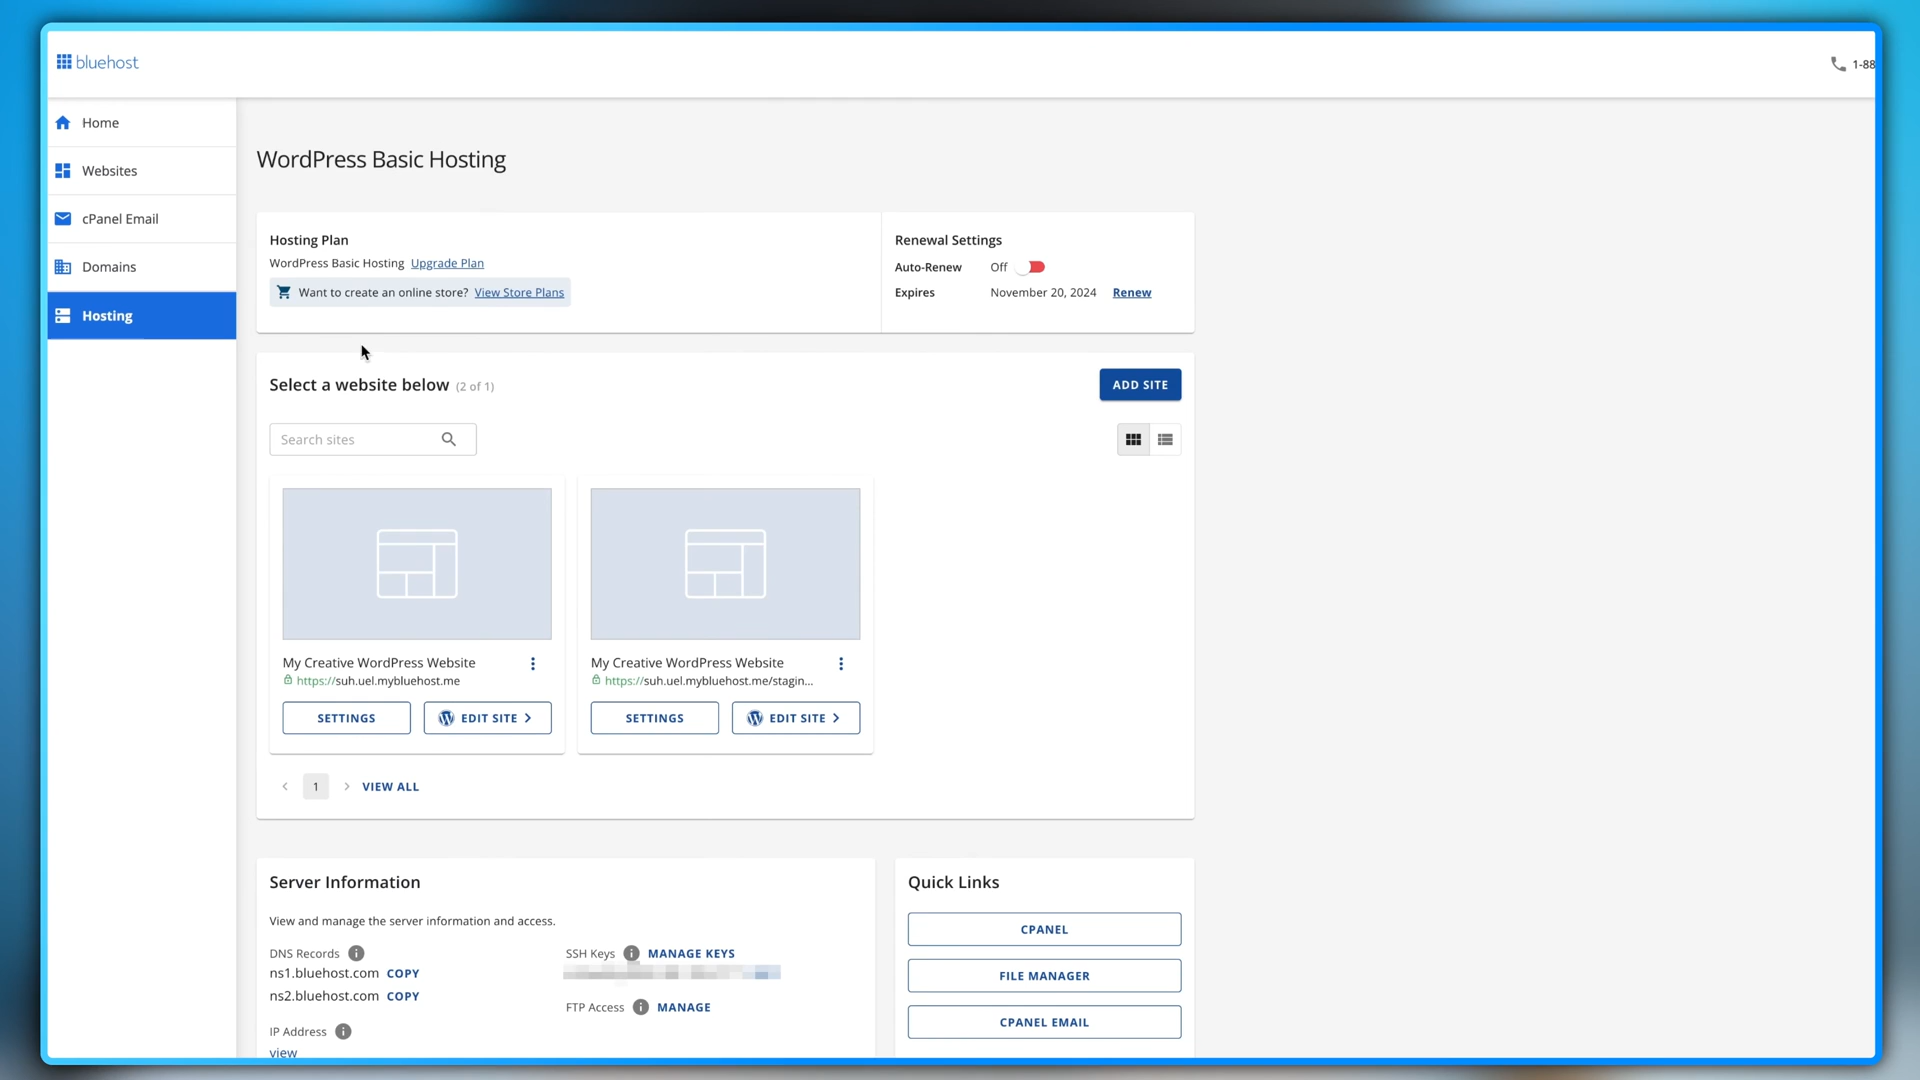 bluehost
1-88
Home
Websites
cPanel Email
Domains
Hosting
WordPress Basic Hosting
Hosting Plan
WordPress Basic Hosting Upgrade Plan
Want to create an online store? View Store Plans
Renewal Settings
Auto-Renew Off
Expires November 20, 2024 Renew
Select a website below (2 of 1)
ADD SITE
Search sites
My Creative WordPress Website
https://suh.uel.mybluehost.me
SETTINGS
EDIT SITE
My Creative WordPress Website
https://suh.uel.mybluehost.me/stagin...
SETTINGS
EDIT SITE
1
VIEW ALL
Server Information
View and manage the server information and access.
DNS Records
ns1.bluehost.com COPY
ns2.bluehost.com COPY
IP Address
view
SSH Keys MANAGE KEYS
FTP Access MANAGE
Quick Links
CPANEL
FILE MANAGER
CPANEL EMAIL